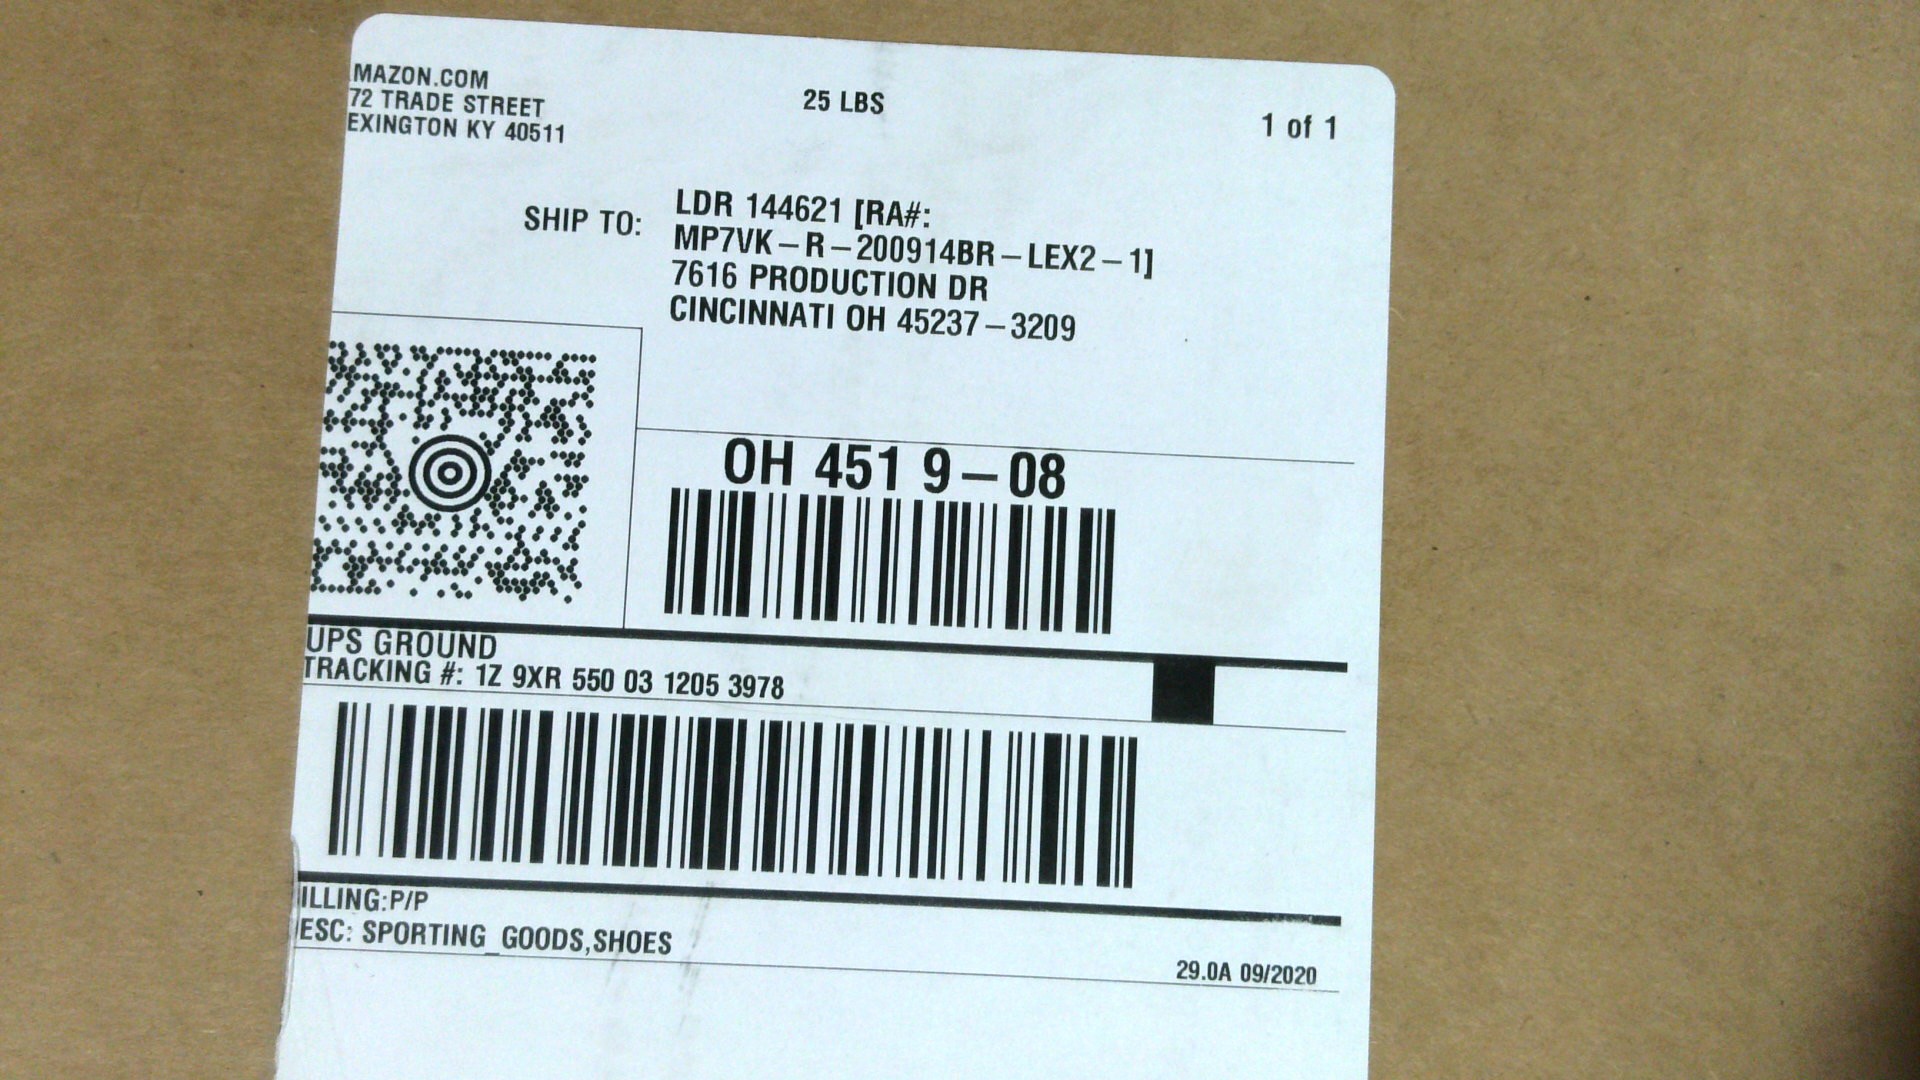 MAZON.COM
72 TRADE STREET
EXINGTON KY 40511
25 LBS
1 of 1
SHIP TO:
LDR 144621 [RA#:
MP7VK-R-200914BR-LEX2-1]
7616 PRODUCTION DR
CINCINNATI OH 45237-3209
OH 451 9-08
UPS GROUND
TRACKING #: 1Z 9XR 550 03 1205 3978
ILLING:P/P
ESC: SPORTING_GOODS,SHOES
29.0A 09/2020